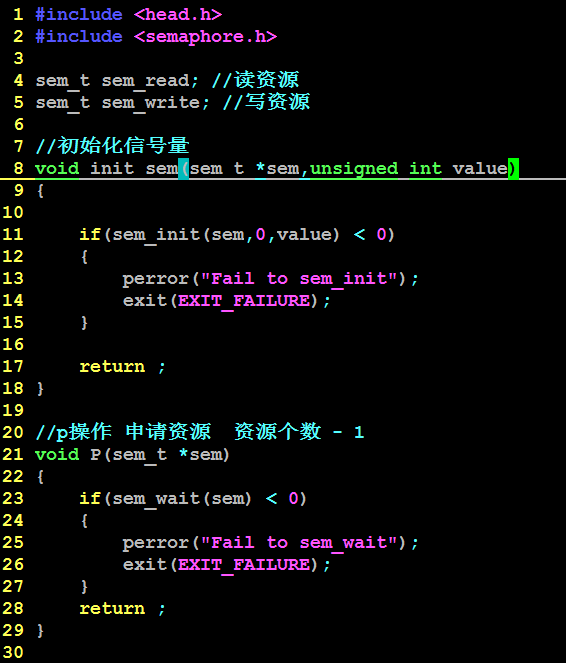 1 #include <head.h>
2 #include <semaphore.h>
3
4 sem_t sem_read; //读资源
5 sem_t sem_write; //写资源
6
7 //初始化信号量
8 void init_sem(sem_t *sem,unsigned int value)
9 {
10
11     if(sem_init(sem,0,value) < 0)
12     {
13         perror("Fail to sem_init");
14         exit(EXIT_FAILURE);
15     }
16
17     return ;
18 }
19
20 //p操作 申请资源  资源个数 - 1
21 void P(sem_t *sem)
22 {
23     if(sem_wait(sem) < 0)
24     {
25         perror("Fail to sem_wait");
26         exit(EXIT_FAILURE);
27     }
28     return ;
29 }
30